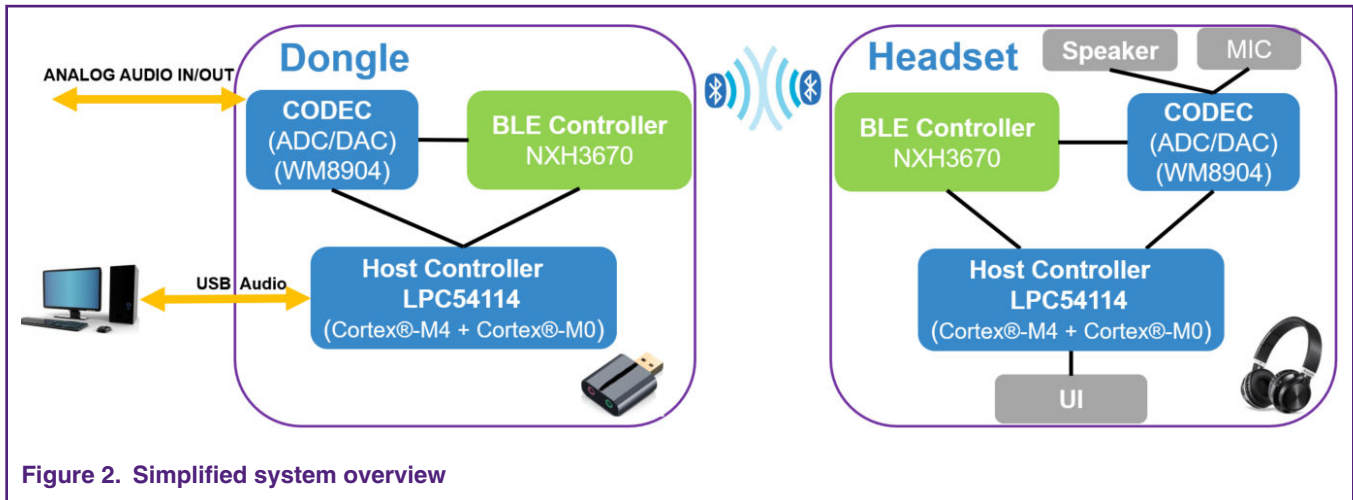 Dongle
ANALOG AUDIO IN/OUT
CODEC
(ADC/DAC)
(WM8904)
BLE Controller
NXH3670
USB Audio
Host Controller
LPC54114
(Cortex®-M4 + Cortex®-M0)
Headset
Speaker
MIC
BLE Controller
NXH3670
CODEC
(ADC/DAC)
(WM8904)
Host Controller
LPC54114
(Cortex®-M4 + Cortex®-M0)
UI
Figure 2. Simplified system overview